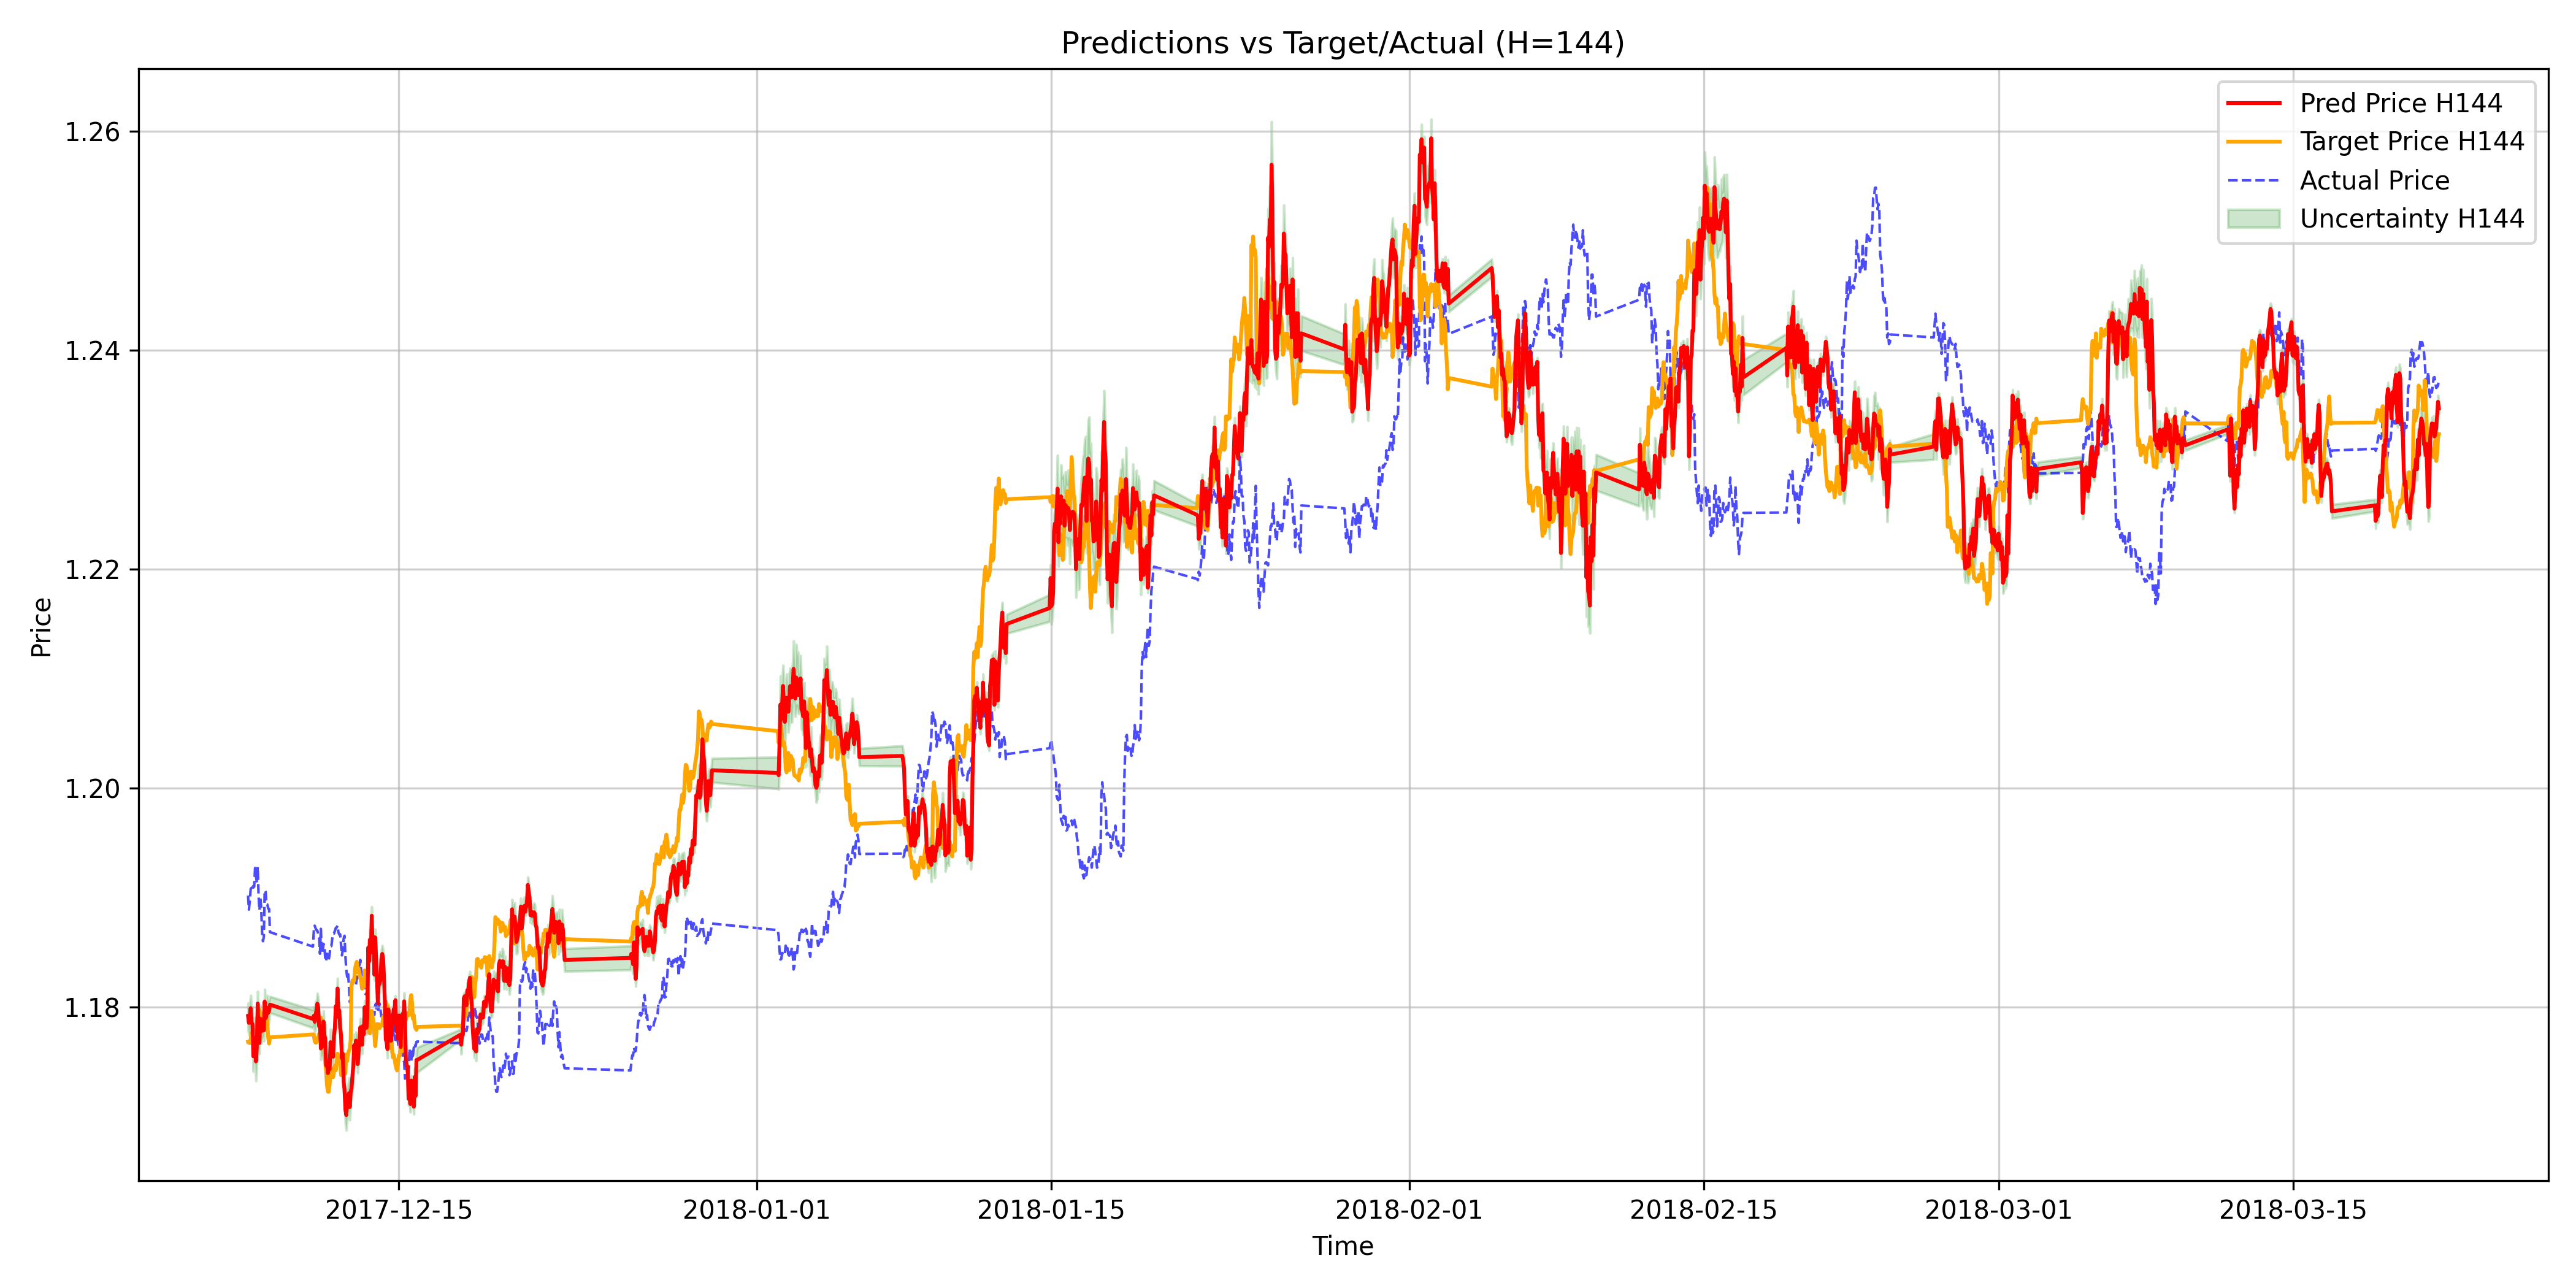 Predictions vs Target/Actual (H=144)
Pred Price H144
Target Price H144
Actual Price
Uncertainty H144
Price
1.26
1.24
1.22
1.20
1.18
2017-12-15
2018-01-01
2018-01-15
2018-02-01
2018-02-15
2018-03-01
2018-03-15
Time